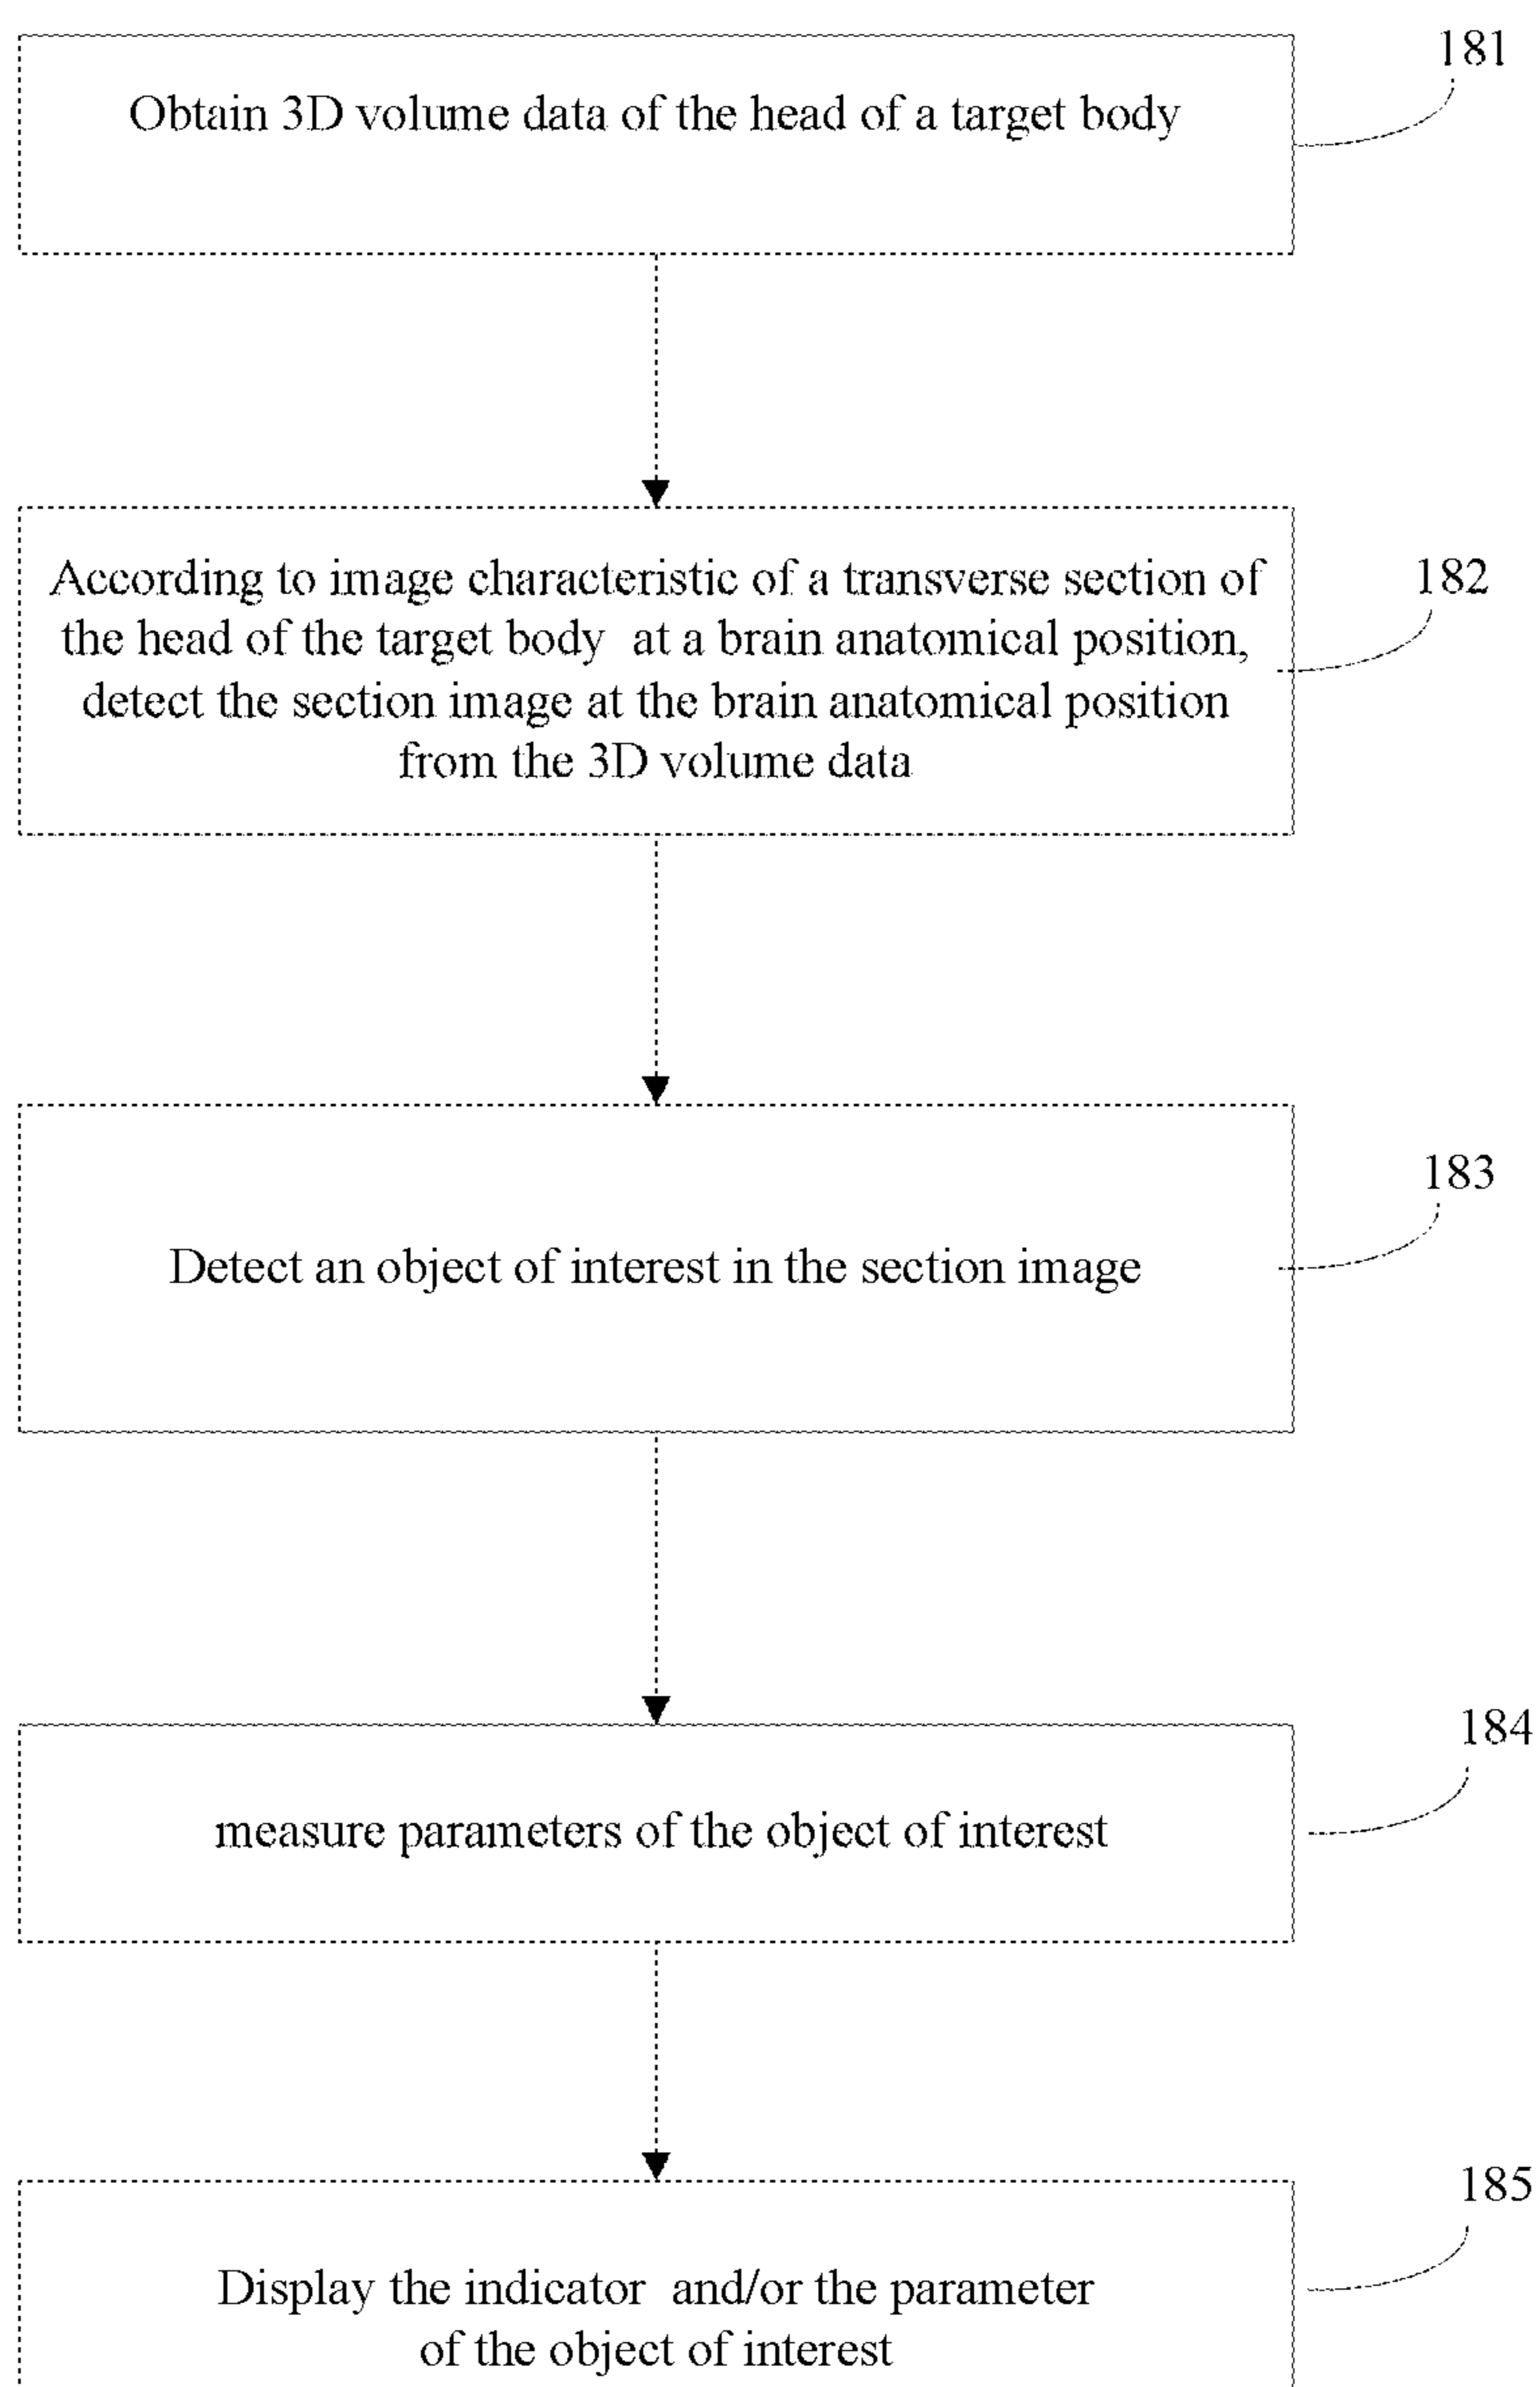 181
Obtain 3D volume data of the head of a target body
182
According to image characteristic of a transverse section of
the head of the target body at a brain anatomical position,
detect the section image at the brain anatomical position
from the 3D volume data
183
Detect an object of interest in the section image
184
measure parameters of the object of interest
185
Display the indicator and/or the parameter
of the object of interest